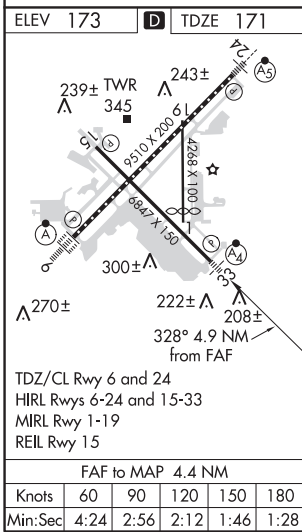 ELEV 173 D TDZE 171
24
A5
243±
P
239± TWR
345
19
15 P
9510 X 200
4268 X 100
6847 X 150
P
A
P
A4
6
1
33
300±
270±
222±
208±
328° 4.9 NM
from FAF
TDZ/CL Rwy 6 and 24
HIRL Rwys 6-24 and 15-33
MIRL Rwy 1-19
REIL Rwy 15
FAF to MAP 4.4 NM
Knots 60 90 120 150 180
Min:Sec 4:24 2:56 2:12 1:46 1:28